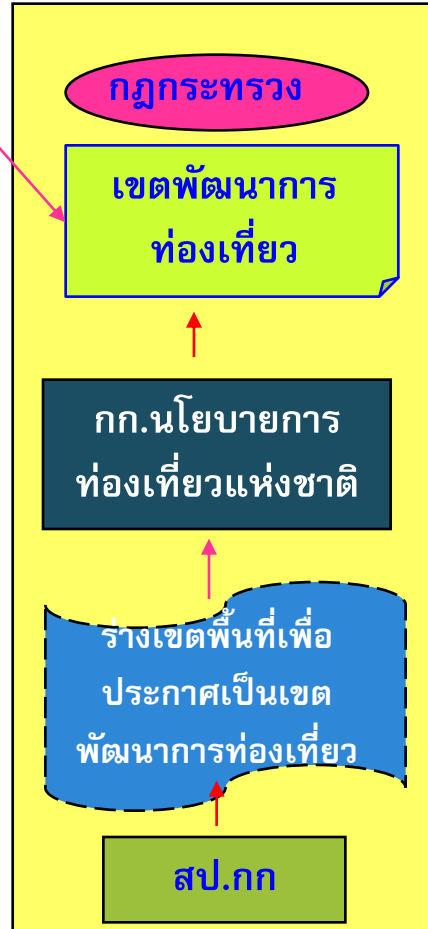 กฎกระทรวง
เขตพัฒนาการ
ท่องเที่ยว
กก.นโยบายการ
ท่องเที่ยวแห่งชาติ
ร่างเขตพื้นที่เพื่อ
ประกาศเป็นเขต
พัฒนาการท่องเที่ยว
สป.กก